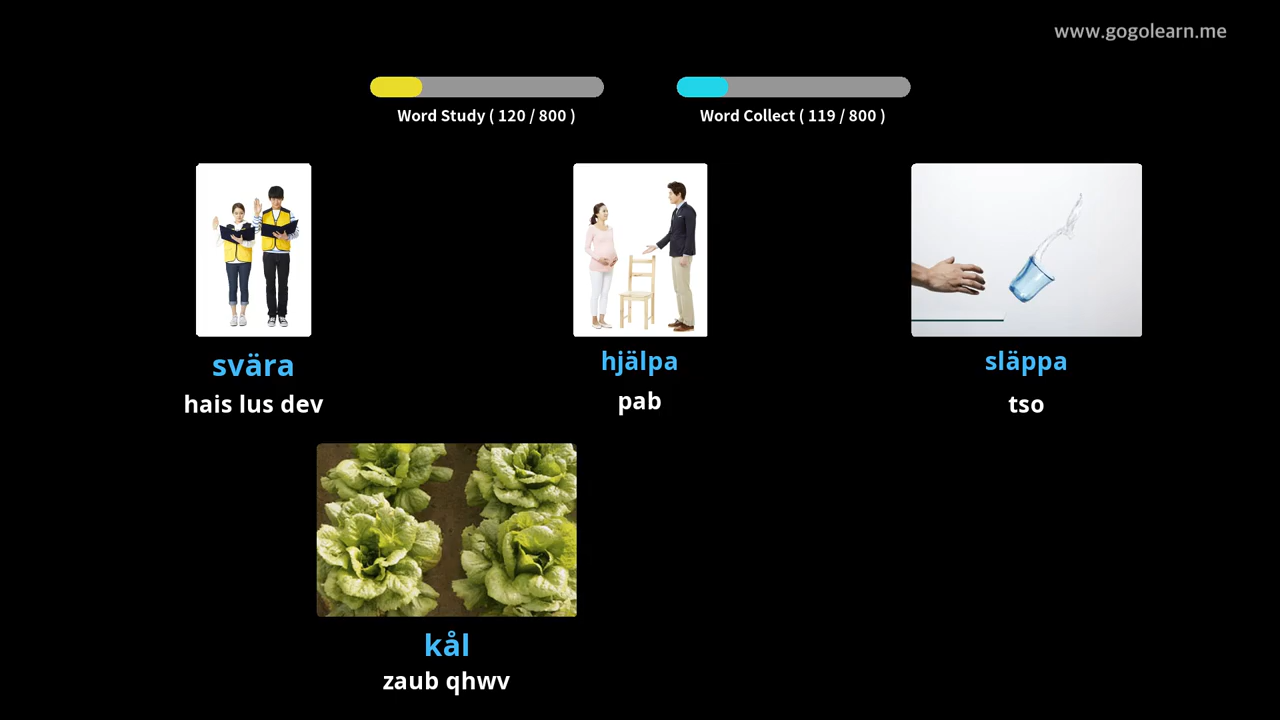 www.gogolearn.me
Word Study ( 120 / 800 )
Word Collect ( 119 / 800 )
svära
hjälpa
släppa
hais lus dev
pab
tso
kål
zaub qhwv